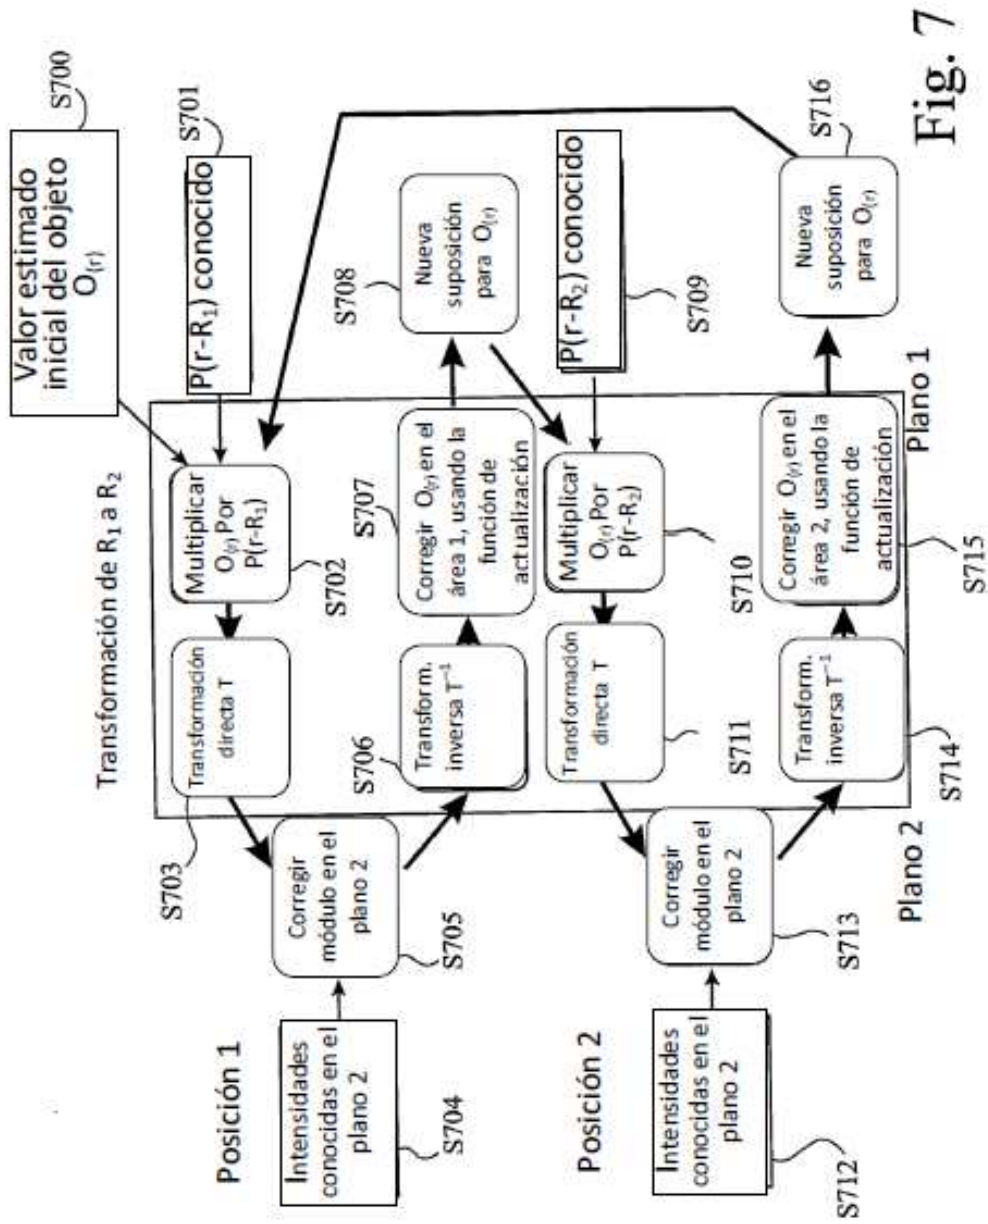 Posición 1
Intensidades
conocidas en el
plano 2
S704
Corregir
módulo en el
plano 2
S705
Transformación de R1 a R2
S703
Transformación
directa T
Multiplicar
O(r) Por
P(r-R1)
S702
Valor estimado
inicial del objeto
O(r)
S700
P(r-R1) conocido
S701
S706
Transform.
inversa T-1
S707
Corregir O(r) en el
área 1, usando la
función de
actualización
S708
Nueva
suposición
para O(r)
Posición 2
Intensidades
conocidas en el
plano 2
S712
Corregir
módulo en el
plano 2
S713
Transformación
directa T
S711
Multiplicar
O(r) Por
P(r-R2)
S710
P(r-R2) conocido
S709
Transform.
inversa T-1
S714
Corregir O(r) en el
área 2, usando la
función de
actualización
S715
Nueva
suposición
para O(r)
S716
Plano 2
Plano 1
Fig. 7